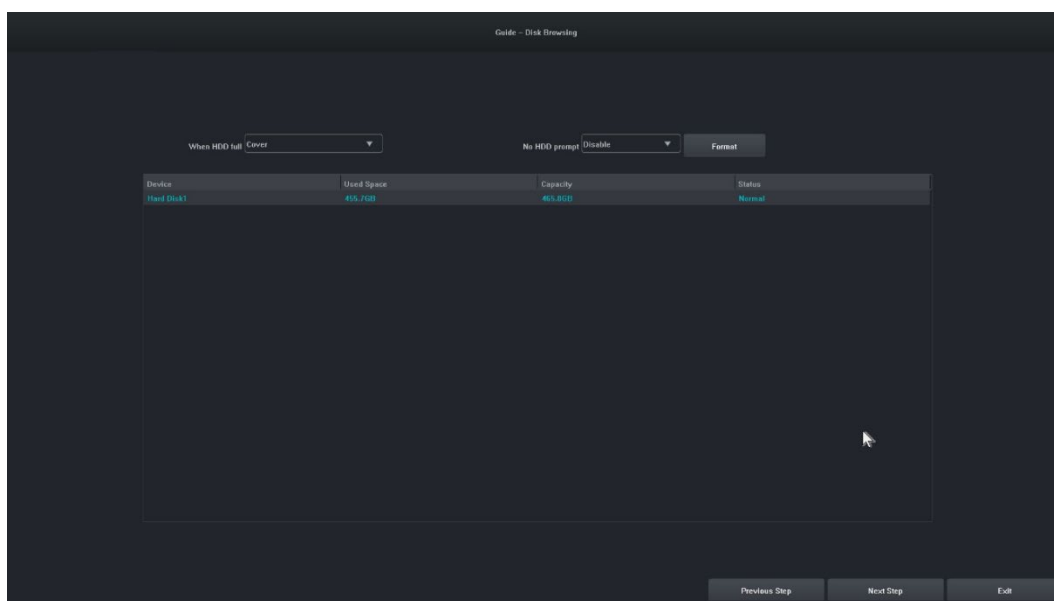 Guide – Disk Browsing
When HDD full Cover No HDD prompt Disable Format
Device Used Space Capacity Status
Hard Disk1 455.7GB 465.8GB Normal
Previous Step Next Step Exit